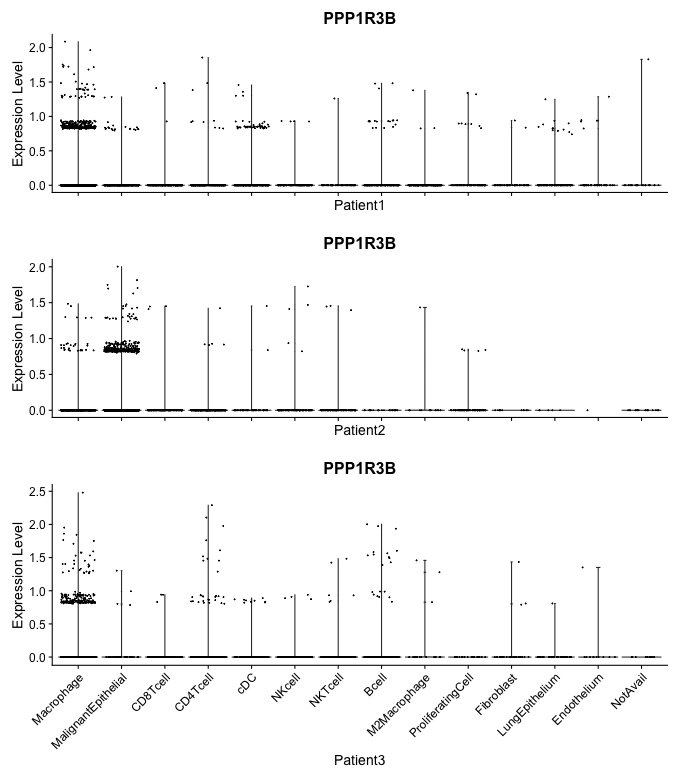 PPP1R3B
Expression Level
2.0
1.5
1.0
0.5
0.0
Patient1
PPP1R3B
Expression Level
2.0
1.5
1.0
0.5
0.0
Patient2
PPP1R3B
Expression Level
2.5
2.0
1.5
1.0
0.5
0.0
Macrophage
MalignantEpithelial
CD8Tcell
CD4Tcell
cDC
NKcell
NKTcell
Bcell
M2Macrophage
ProliferatingCell
Fibroblast
LungEpithelium
Endothelium
NotAvail
Patient3